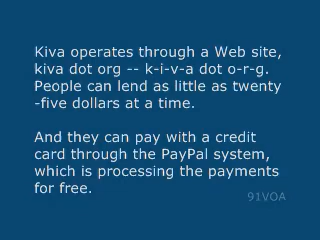 Kiva operates through a Web site,
kiva dot org -- k-i-v-a dot o-r-g.
People can lend as little as twenty
-five dollars at a time.
And they can pay with a credit
card through the PayPal system,
which is processing the payments
for free.
91VOA